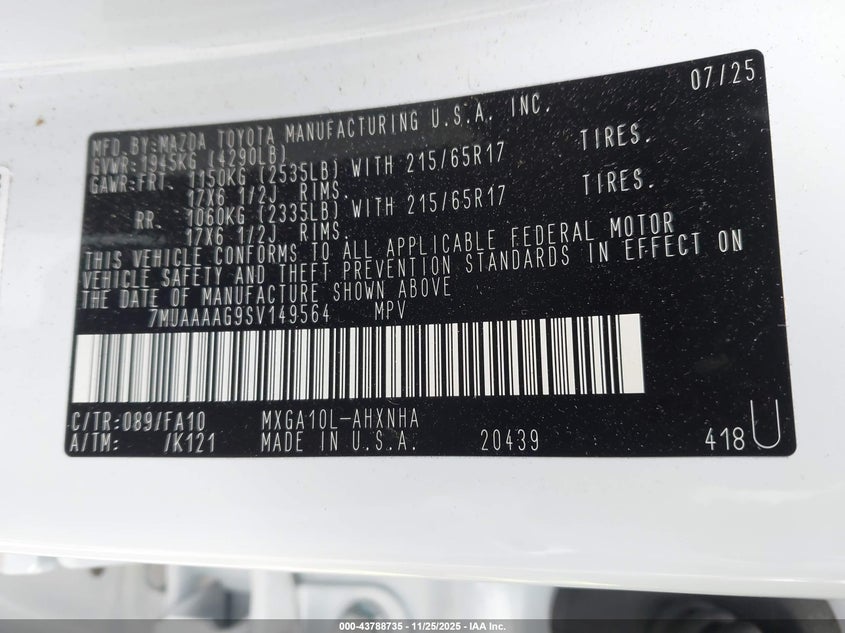 07/25
MFD.BY:MAZDA TOYOTA MANUFACTURING U.S.A. INC.
GVWR:1945KG (4290LB)
GAWR:FRT. 1150KG (2535LB) WITH 215/65R17 TIRES.
17X6 1/2J RIMS.
RR. 1060KG (2335LB) WITH 215/65R17 TIRES.
17X6 1/2J RIMS.
THIS VEHICLE CONFORMS TO ALL APPLICABLE FEDERAL MOTOR
VEHICLE SAFETY AND THEFT PREVENTION STANDARDS IN EFFECT ON
THE DATE OF MANUFACTURE SHOWN ABOVE
7MUAAAAG9SV149564 MPV
C/TR:089/FA10 MXGA10L-AHXNHA
A/TM: /K121 MADE IN U.S.A. 20439 418 U
000-43788735 - 11/25/2025 - IAA Inc.